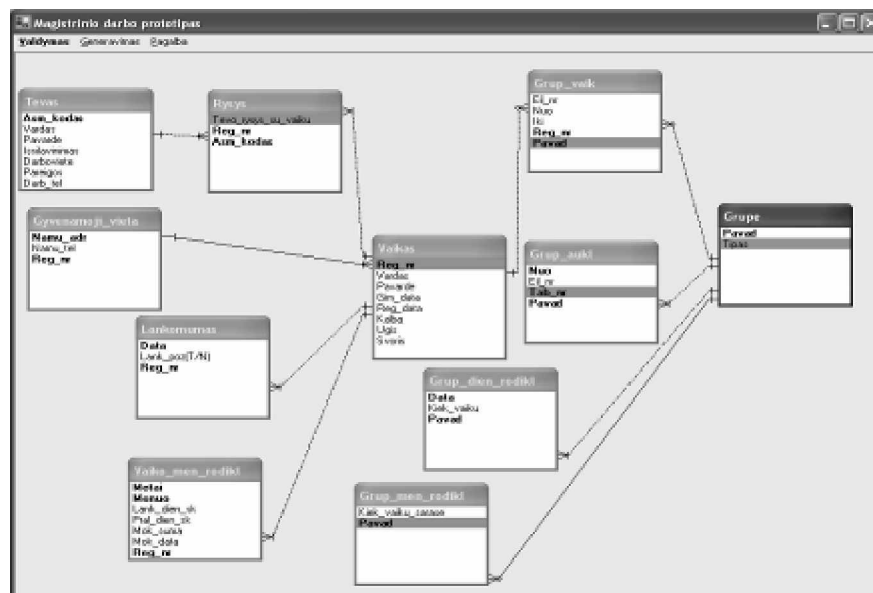 Magistrinio darbo prototipas
Valdymas Generavimas Pagalba
Tevas
Asm_kodas
Vardas
Pavarde
Issilavinimas
Darboviete
Pareigos
Darb_tel
Rysys
Tevo_rysys_su_vaiku
Reg_nr
Asm_kodas
Grup_vaik
Eil_nr
Nuo
Iki
Reg_nr
Pavad
Grupe
Pavad
Tipas
Gyvenamoji_vieta
Namu_adr
Namu_tel
Reg_nr
Vaikas
Reg_nr
Vardas
Pavarde
Gim_data
Reg_data
Kalba
Ugis
Svoris
Grup_aukl
Nuo
Eil_nr
Tab_nr
Pavad
Lankomumas
Data
Lank_poz(T/N)
Reg_nr
Grup_dien_rodikl
Data
Kiek_vaiku
Pavad
Vaiko_men_rodikl
Metai
Menuo
Lank_dien_sk
Pral_dien_sk
Mok_suma
Mok_data
Reg_nr
Grup_men_rodikl
Kiek_vaiku_sarase
Pavad